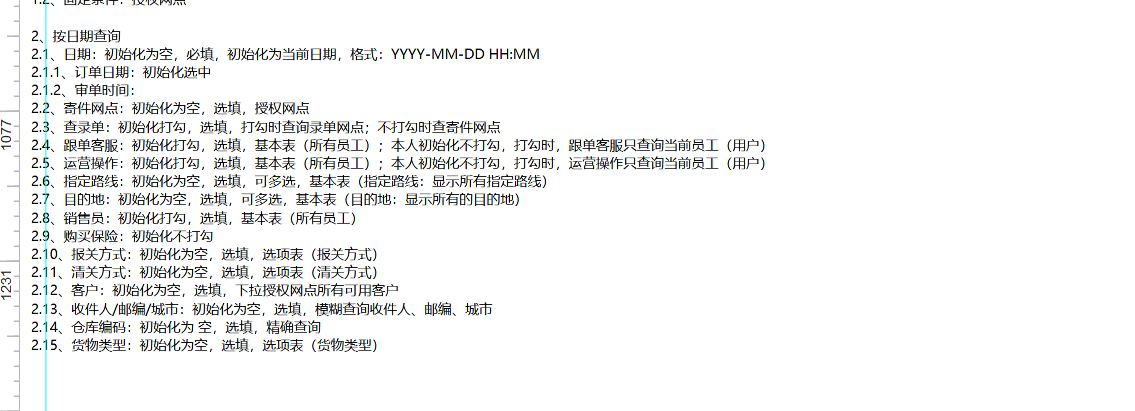 1.2、固定条件：授权网点
2、按日期查询
2.1、日期：初始化为空，必填，初始化为当前日期，格式：YYYY-MM-DD HH:MM
2.1.1、订单日期：初始化选中
2.1.2、审单时间：
2.2、寄件网点：初始化为空，选填，授权网点
2.3、查录单：初始化打勾，选填，打勾时查询录单网点；不打勾时查寄件网点
2.4、跟单客服：初始化打勾，选填，基本表（所有员工）；本人初始化不打勾，打勾时，跟单客服只查询当前员工（用户）
2.5、运营操作：初始化打勾，选填，基本表（所有员工）；本人初始化不打勾，打勾时，运营操作只查询当前员工（用户）
2.6、指定路线：初始化为空，选填，可多选，基本表（指定路线：显示所有指定路线）
2.7、目的地：初始化为空，选填，可多选，基本表（目的地：显示所有的目的地）
2.8、销售员：初始化打勾，选填，基本表（所有员工）
2.9、购买保险：初始化不打勾
2.10、报关方式：初始化为空，选填，选项表（报关方式）
2.11、清关方式：初始化为空，选填，选项表（清关方式）
2.12、客户：初始化为空，选填，下拉授权网点所有可用客户
2.13、收件人/邮编/城市：初始化为空，选填，模糊查询收件人、邮编、城市
2.14、仓库编码：初始化为 空，选填，精确查询
2.15、货物类型：初始化为空，选填，选项表（货物类型）
1077
1231